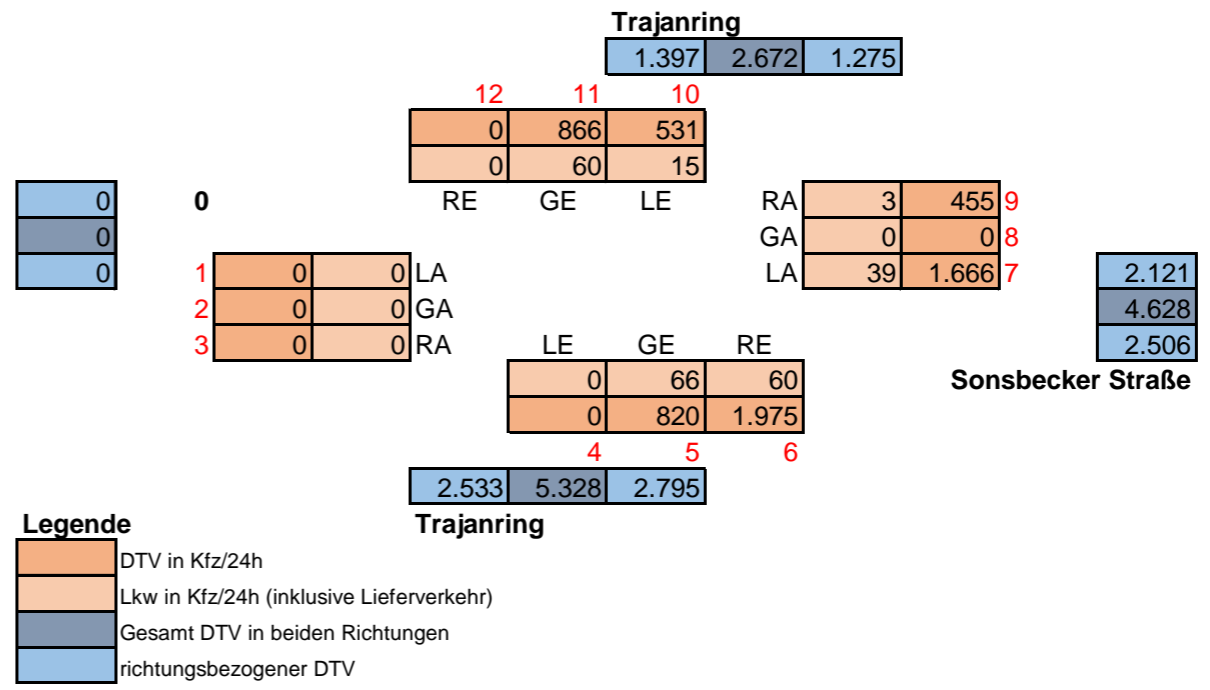 Trajanring
1.397 2.672 1.275
12 11 10
0 866 531
0 60 15
0 0 RE GE LE RA 3 455 9
0 GA 0 0 8
0 1 0 0 LA LA 39 1.666 7 2.121
2 0 0 GA 4.628
3 0 0 RA LE GE RE 2.506
0 66 60 Sonsbecker Straße
0 820 1.975
4 5 6
2.533 5.328 2.795
Legende Trajanring
DTV in Kfz/24h
Lkw in Kfz/24h (inklusive Lieferverkehr)
Gesamt DTV in beiden Richtungen
richtungsbezogener DTV